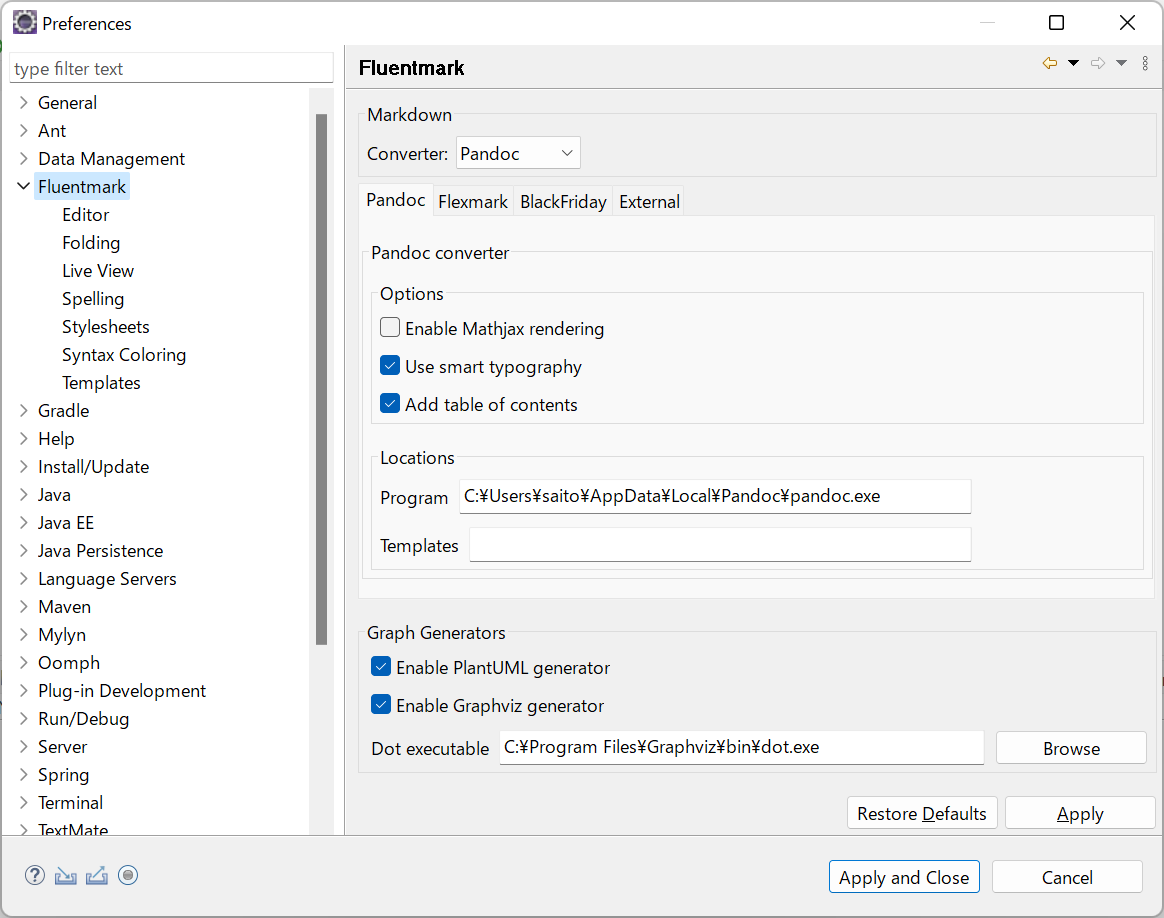 Preferences
type filter text
General
Ant
Data Management
Fluentmark
Editor
Folding
Live View
Spelling
Stylesheets
Syntax Coloring
Templates
Gradle
Help
Install/Update
Java
Java EE
Java Persistence
Language Servers
Maven
Mylyn
Oomph
Plug-in Development
Run/Debug
Server
Spring
Terminal
TextMate
Fluentmark
Markdown
Converter: Pandoc
Pandoc Flexmark BlackFriday External
Pandoc converter
Options
Enable Mathjax rendering
Use smart typography
Add table of contents
Locations
Program C:¥Users¥saito¥AppData¥Local¥Pandoc¥pandoc.exe
Templates
Graph Generators
Enable PlantUML generator
Enable Graphviz generator
Dot executable C:¥Program Files¥Graphviz¥bin¥dot.exe Browse
Restore Defaults Apply
Apply and Close Cancel